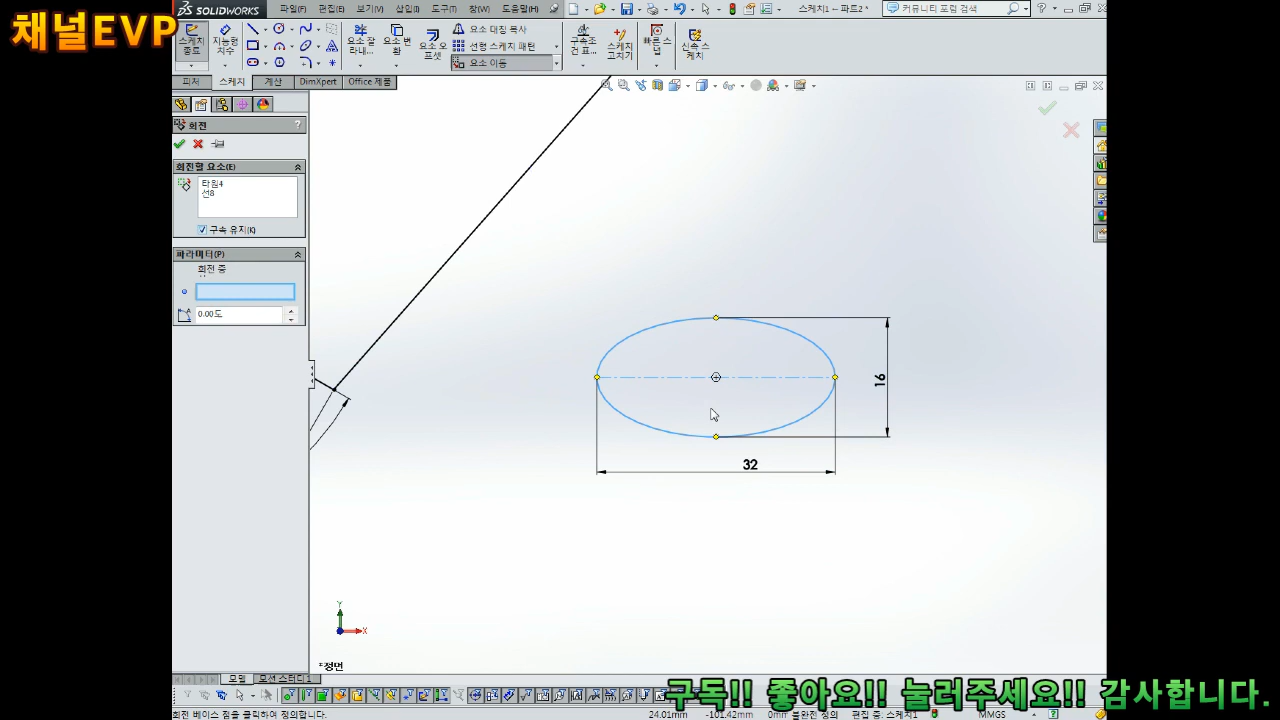 채널EVP
SOLIDWORKS
파일(F) 편집(E) 보기(V) 삽입(I) 도구(T) 창(W) 도움말(H)
스케치1 - 파트2 *
커뮤니티 포럼 검색
스케치 종료
지능형 치수
요소 잘라내...
요소 변환
요소 오프셋
요소 대칭 복사
선형 스케치 패턴
요소 이동
구속조건 표...
스케치 고치기
빠른 스냅
신속 스케치
피처 스케치 계산 DimXpert Office 제품
회전
회전할 요소(E)
타원4
선8
구속 유지(K)
파라미터(P)
회전 중
0.00도
16
32
Y
X
*정면
모델 모션 스터디 1
구독!! 좋아요!! 눌러주세요!! 감사합니다.
회전 베이스 점을 클릭하여 정의합니다.
24.01mm -101.42mm 0mm 불완전 정의 편집 중: 스케치1 MMGS